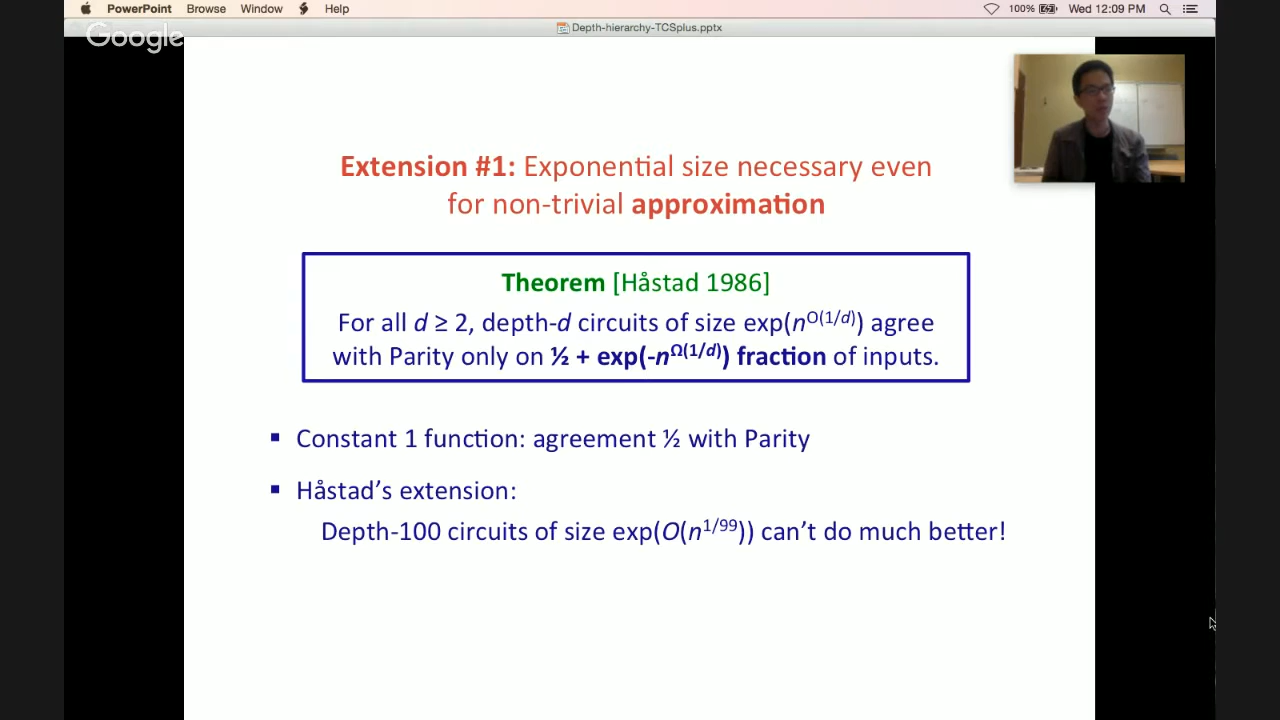 PowerPoint Browse Window Help
100% Wed 12:09 PM
Depth-hierarchy-TCSplus.pptx
Google
Extension #1: Exponential size necessary even
for non-trivial approximation
Theorem [Håstad 1986]
For all d ≥ 2, depth-d circuits of size exp(n^O(1/d)) agree
with Parity only on ½ + exp(-n^Ω(1/d)) fraction of inputs.
▪ Constant 1 function: agreement ½ with Parity
▪ Håstad's extension:
Depth-100 circuits of size exp(O(n^1/99)) can't do much better!